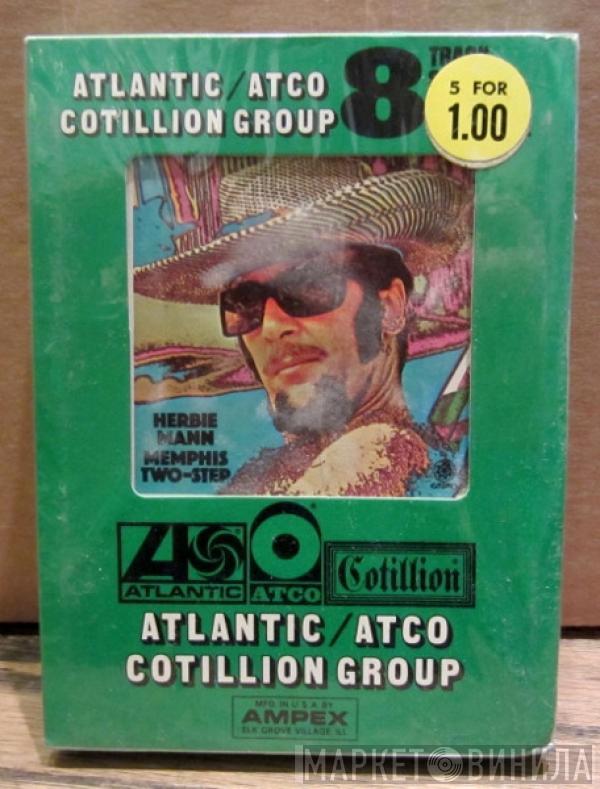 ATLANTIC/ATCO
COTILLION GROUP
8
TRACK
5 FOR
1.00
HERBIE
MANN
MEMPHIS
TWO-STEP
ATLANTIC
ATCO
Cotillion
ATLANTIC/ATCO
COTILLION GROUP
MFG. IN U.S.A. BY
AMPEX
ELK GROVE VILLAGE, ILL.
МАРКЕТ ВИНИЛА